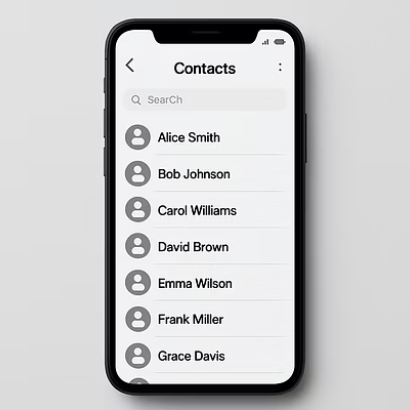 Contacts
SearCh
Alice Smith
Bob Johnson
Carol Williams
David Brown
Emma Wilson
Frank Miller
Grace Davis